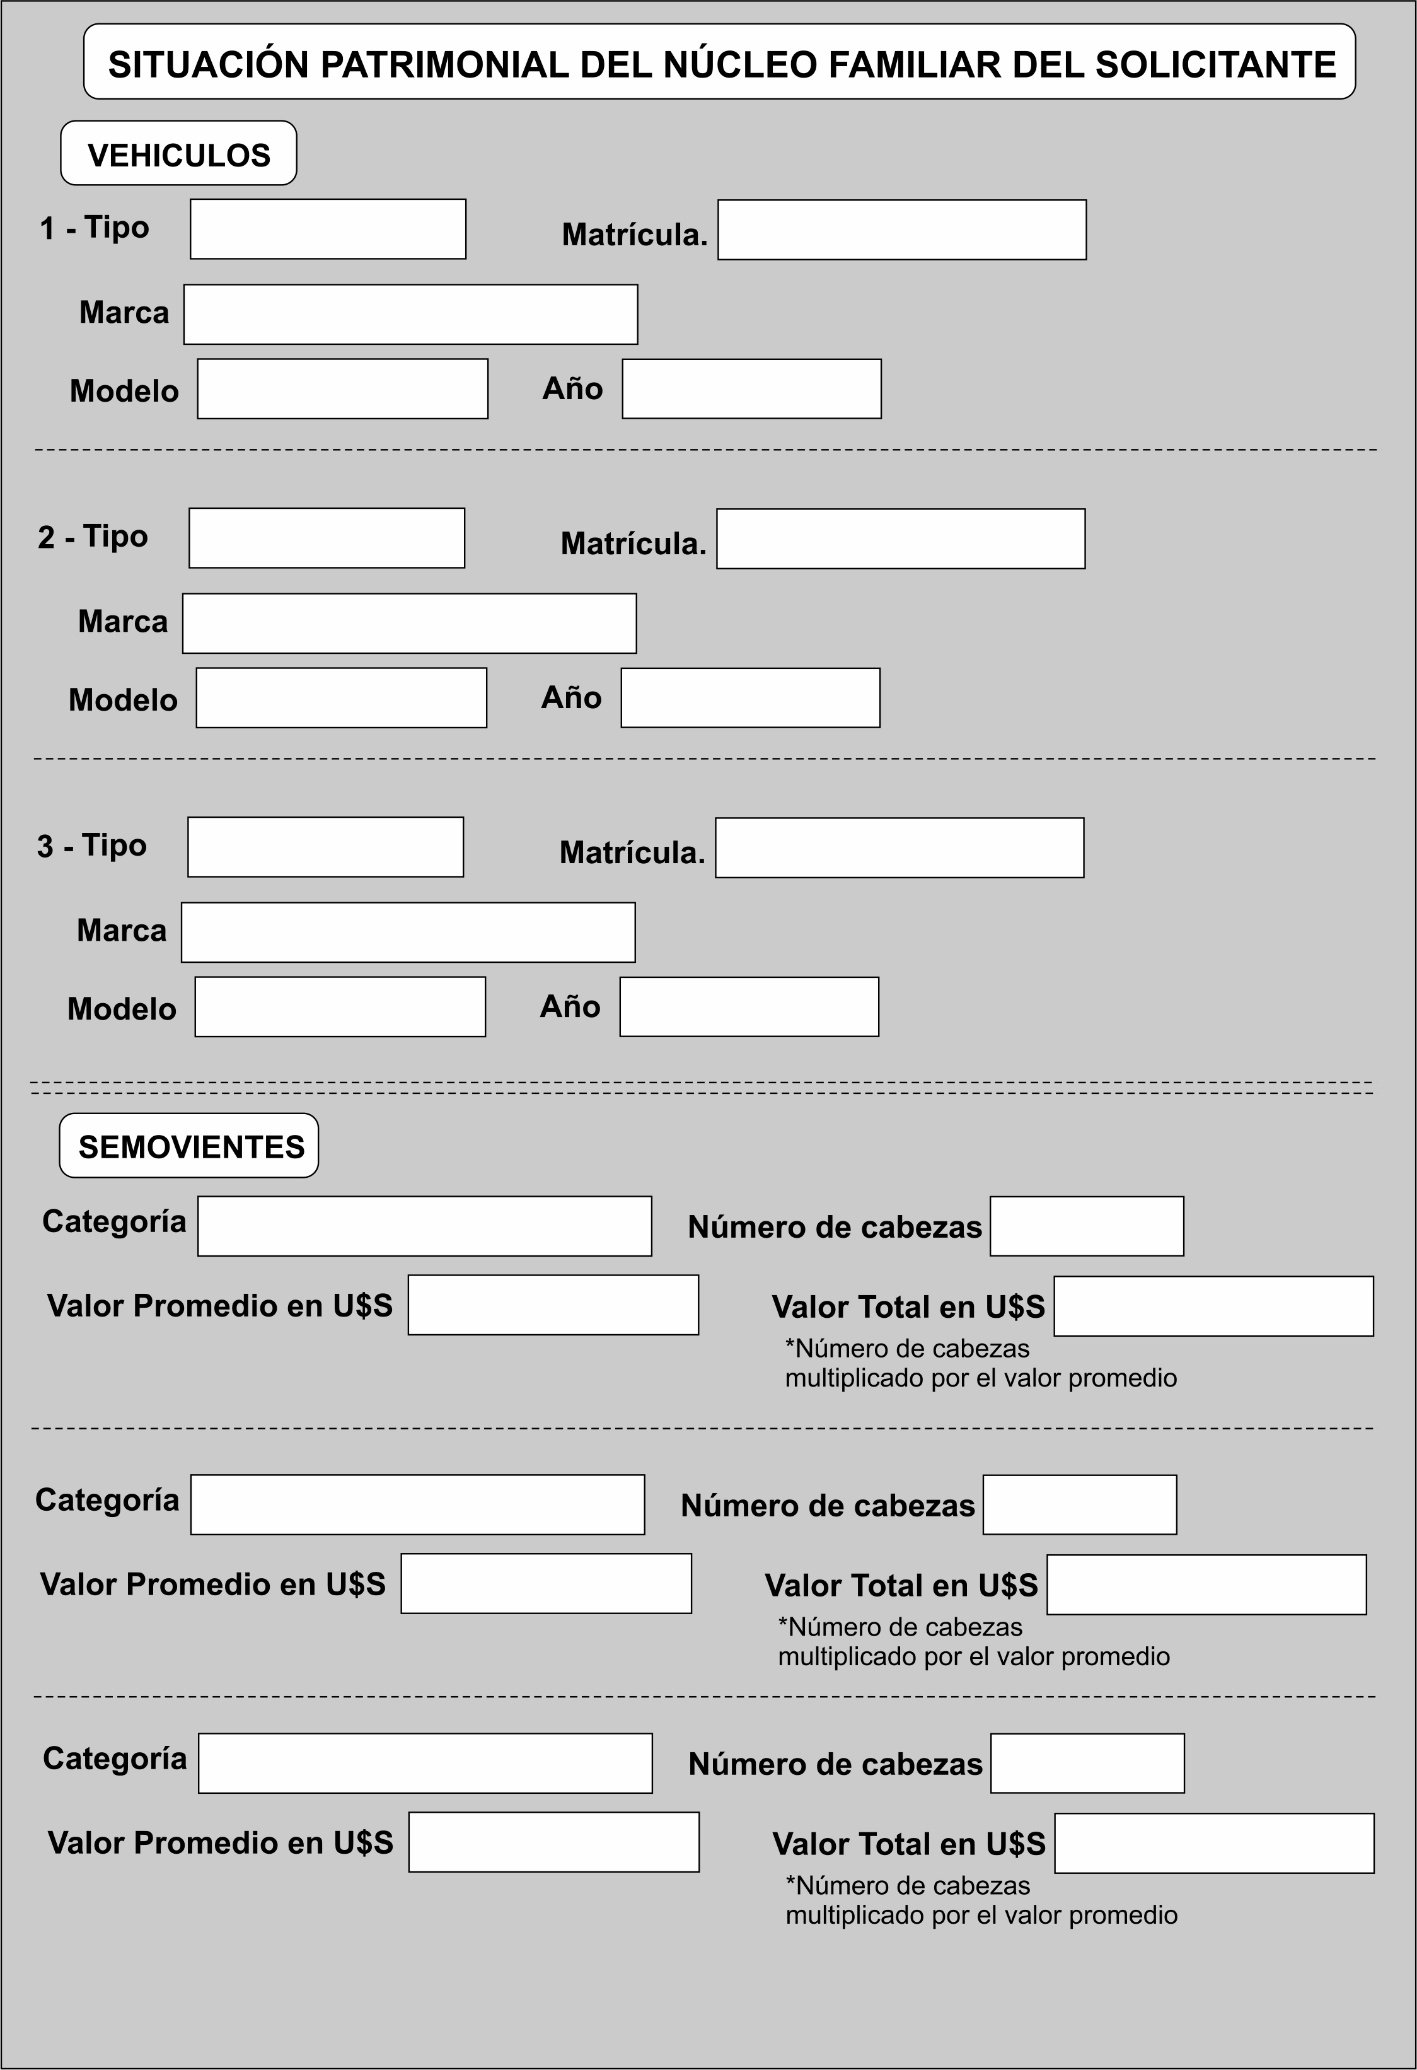 SITUACIÓN PATRIMONIAL DEL NÚCLEO FAMILIAR DEL SOLICITANTE
VEHICULOS
1 - Tipo Matrícula.
Marca
Modelo Año
2 - Tipo Matrícula.
Marca
Modelo Año
3 - Tipo Matrícula.
Marca
Modelo Año
SEMOVIENTES
Categoría Número de cabezas
Valor Promedio en U$S Valor Total en U$S
*Número de cabezas
multiplicado por el valor promedio
Categoría Número de cabezas
Valor Promedio en U$S Valor Total en U$S
*Número de cabezas
multiplicado por el valor promedio
Categoría Número de cabezas
Valor Promedio en U$S Valor Total en U$S
*Número de cabezas
multiplicado por el valor promedio